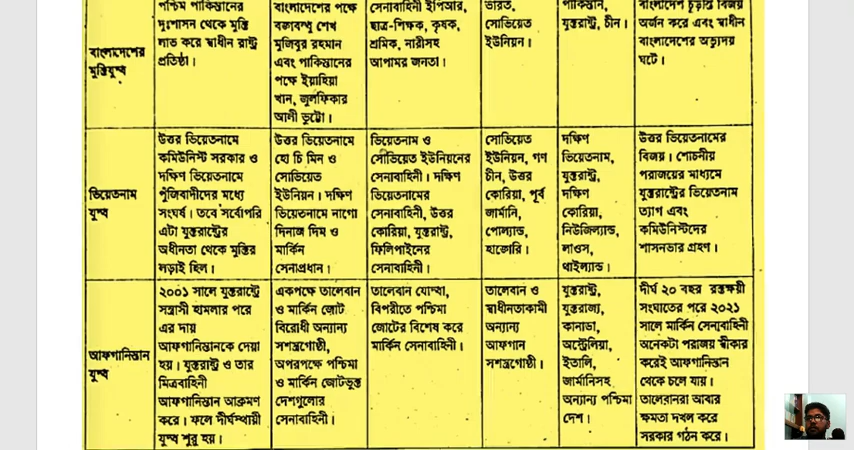 পশ্চিম পাকিস্তানের
দুঃশাসন থেকে মুক্তি
লাভ করে স্বাধীন রাষ্ট্র
প্রতিষ্ঠা।
বাংলাদেশের
মুক্তিযুদ্ধ
বাংলাদেশের পক্ষে
বঙ্গবন্ধু শেখ
মুজিবুর রহমান
এবং পাকিস্তানের
পক্ষে ইয়াহিয়া
খান, জুলফিকার
আলী ভুট্টো।
সেনাবাহিনী ইপিআর,
ছাত্র-শিক্ষক, কৃষক,
শ্রমিক, নারীসহ
আপামর জনতা।
ভারত,
সোভিয়েত
ইউনিয়ন।
পাকিস্তান,
যুক্তরাষ্ট্র, চীন।
বাংলাদেশ চূড়ান্ত বিজয়
অর্জন করে এবং স্বাধীন
বাংলাদেশের অভ্যুদয়
ঘটে।
ভিয়েতনাম
যুদ্ধ
উত্তর ভিয়েতনামে
কমিউনিস্ট সরকার ও
দক্ষিণ ভিয়েতনামে
পুঁজিবাদীদের মধ্যে
সংঘর্ষ। তবে সর্বোপরি
এটা যুক্তরাষ্ট্রের
অধীনতা থেকে মুক্তির
লড়াই ছিল।
উত্তর ভিয়েতনামে
হো চি মিন ও
সোভিয়েত
ইউনিয়ন। দক্ষিণ
ভিয়েতনামে নাগো
দিনাজ দিম ও
মার্কিন
সেনাপ্রধান।
ভিয়েতনাম ও
সোভিয়েত ইউনিয়নের
সেনাবাহিনী। দক্ষিণ
ভিয়েতনামের
সেনাবাহিনী, উত্তর
কোরিয়া, যুক্তরাষ্ট্র,
ফিলিপাইনের
সেনাবাহিনী।
সোভিয়েত
ইউনিয়ন, গণ
চীন, উত্তর
কোরিয়া, পূর্ব
জার্মানি,
পোল্যান্ড,
হাঙ্গেরি।
দক্ষিণ
ভিয়েতনাম,
যুক্তরাষ্ট্র,
দক্ষিণ
কোরিয়া,
নিউজিল্যান্ড,
লাওস,
থাইল্যান্ড।
উত্তর ভিয়েতনামের
বিজয়। শোচনীয়
পরাজয়ের মাধ্যমে
যুক্তরাষ্ট্রের ভিয়েতনাম
ত্যাগ এবং
কমিউনিস্টদের
শাসনভার গ্রহণ।
আফগানিস্তান
যুদ্ধ
২০০১ সালে যুক্তরাষ্ট্রে
সন্ত্রাসী হামলার পরে
এর দায়
আফগানিস্তানকে দেয়া
হয়। যুক্তরাষ্ট্র ও তার
মিত্রবাহিনী
আফগানিস্তান আক্রমণ
করে। ফলে দীর্ঘস্থায়ী
যুদ্ধ শুরু হয়।
একপক্ষে তালেবান
ও মার্কিন জোট
বিরোধী অন্যান্য
সশস্ত্রগোষ্ঠী,
অপরপক্ষে পশ্চিমা
ও মার্কিন জোটভুক্ত
দেশগুলোর
সেনাবাহিনী।
তালেবান যোদ্ধা,
বিপরীতে পশ্চিমা
জোটের বিশেষ করে
মার্কিন সেনাবাহিনী।
তালেবান ও
স্বাধীনতাকামী
অন্যান্য
আফগান
সশস্ত্রগোষ্ঠী।
যুক্তরাষ্ট্র,
যুক্তরাজ্য,
কানাডা,
অস্ট্রেলিয়া,
ইতালি,
জার্মানিসহ
অন্যান্য পশ্চিমা
দেশ।
দীর্ঘ ২০ বছর রক্তক্ষয়ী
সংঘাতের পরে ২০২১
সালে মার্কিন সেন্যবাহিনী
অনেকটা পরাজয় স্বীকার
করেই আফগানিস্তান
থেকে চলে যায়।
তালেরানরা আবার
ক্ষমতা দখল করে
সরকার গঠন করে।